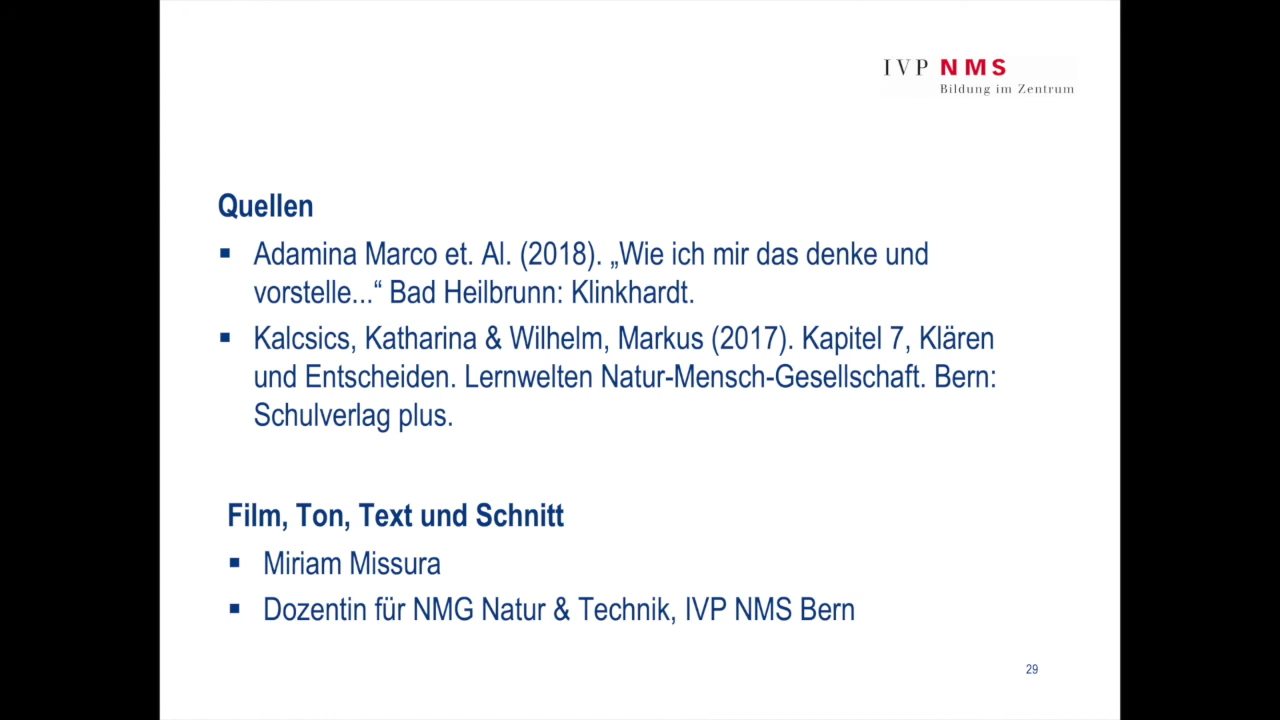 IVP NMS
Bildung im Zentrum
Quellen
▪ Adamina Marco et. Al. (2018). „Wie ich mir das denke und
vorstelle...“ Bad Heilbrunn: Klinkhardt.
▪ Kalcsics, Katharina & Wilhelm, Markus (2017). Kapitel 7, Klären
und Entscheiden. Lernwelten Natur-Mensch-Gesellschaft. Bern:
Schulverlag plus.
Film, Ton, Text und Schnitt
▪ Miriam Missura
▪ Dozentin für NMG Natur & Technik, IVP NMS Bern
29